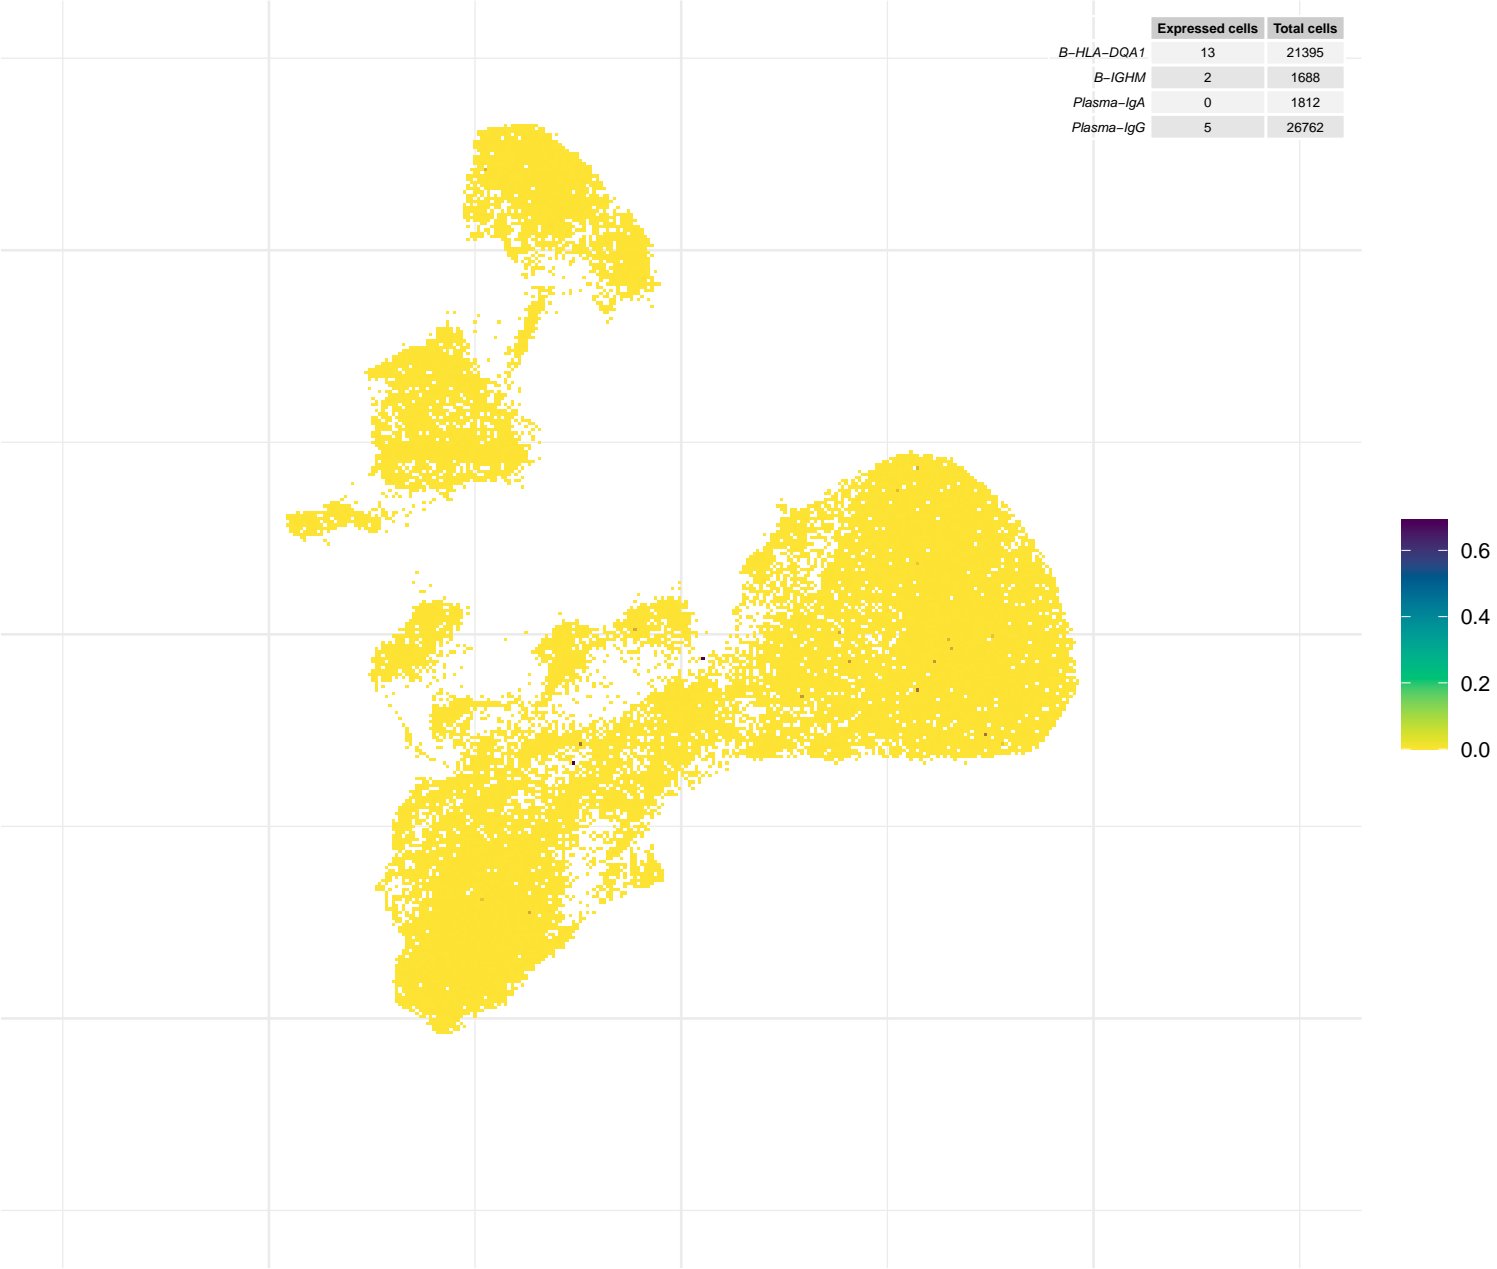 Expressed cells Total cells
B−HLA−DQA1 13 21395
B−IGHM 2 1688
Plasma−IgA 0 1812
Plasma−IgG 5 26762
0.6
0.4
0.2
0.0